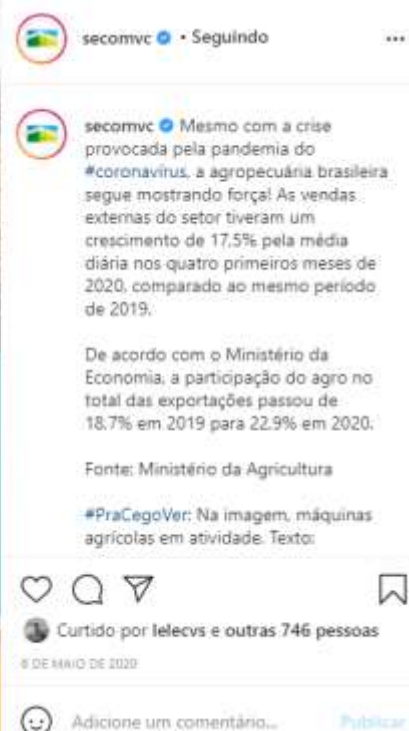 secomvc • Seguindo
secomvc Mesmo com a crise
provocada pela pandemia do
#coronavírus, a agropecuária brasileira
segue mostrando força! As vendas
externas do setor tiveram um
crescimento de 17,5% pela média
diária nos quatro primeiros meses de
2020, comparado ao mesmo período
de 2019.
De acordo com o Ministério da
Economia, a participação do agro no
total das exportações passou de
18,7% em 2019 para 22,9% em 2020.
Fonte: Ministério da Agricultura
#PraCegoVer: Na imagem, máquinas
agrícolas em atividade. Texto:
Curtido por lelecvs e outras 746 pessoas
6 DE MAIO DE 2020
Adicione um comentário... Publicar